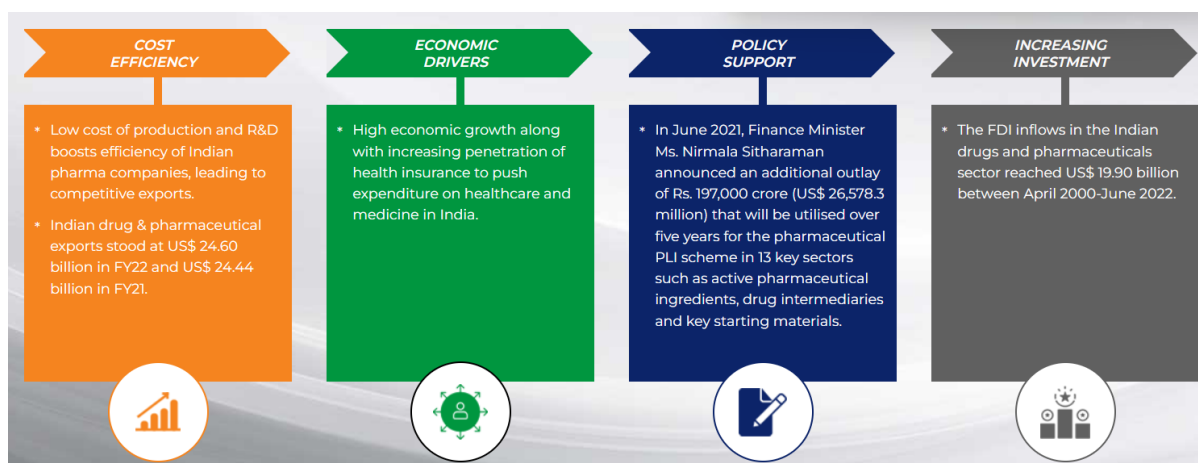 COST
EFFICIENCY
* Low cost of production and R&D
boosts efficiency of Indian
pharma companies, leading to
competitive exports.
* Indian drug & pharmaceutical
exports stood at US$ 24.60
billion in FY22 and US$ 24.44
billion in FY21.
ECONOMIC
DRIVERS
* High economic growth along
with increasing penetration of
health insurance to push
expenditure on healthcare and
medicine in India.
POLICY
SUPPORT
* In June 2021, Finance Minister
Ms. Nirmala Sitharaman
announced an additional outlay
of Rs. 197,000 crore (US$ 26,578.3
million) that will be utilised over
five years for the pharmaceutical
PLI scheme in 13 key sectors
such as active pharmaceutical
ingredients, drug intermediaries
and key starting materials.
INCREASING
INVESTMENT
* The FDI inflows in the Indian
drugs and pharmaceuticals
sector reached US$ 19.90 billion
between April 2000-June 2022.